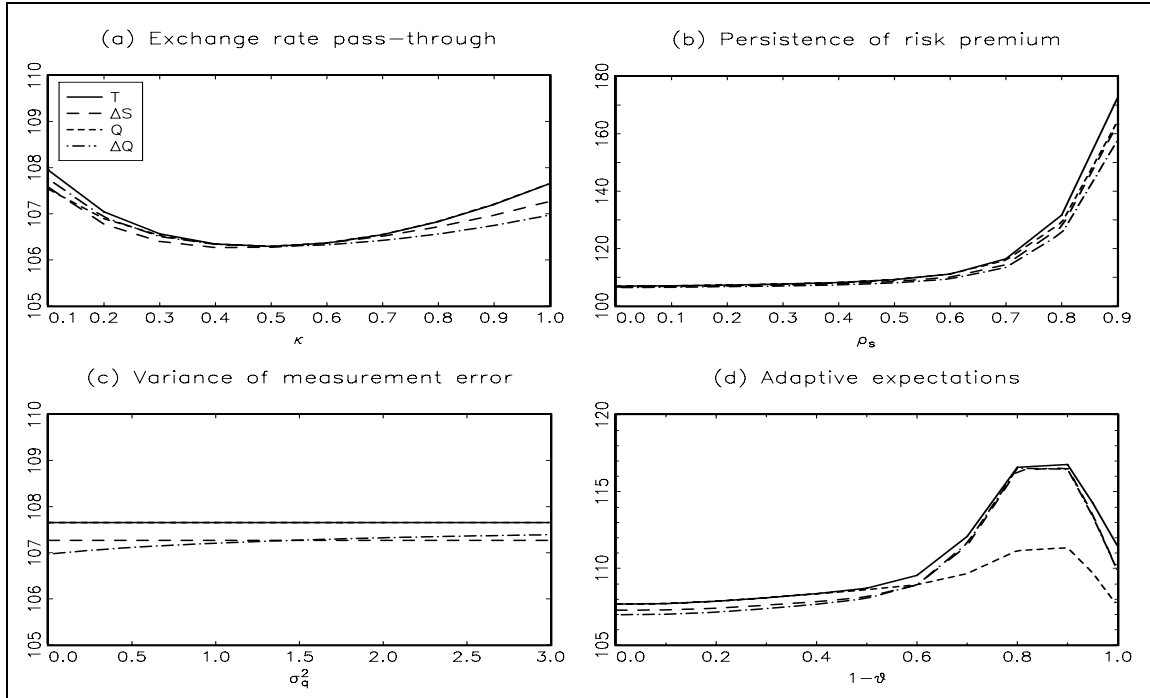 (a) Exchange rate pass-through
110
109
108
107
106
105
T
ΔS
Q
ΔQ
0.1 0.2 0.3 0.4 0.5 0.6 0.7 0.8 0.9 1.0
κ
(b) Persistence of risk premium
180
160
140
120
100
0.0 0.1 0.2 0.3 0.4 0.5 0.6 0.7 0.8 0.9
ρs
(c) Variance of measurement error
110
109
108
107
106
105
0.0 0.5 1.0 1.5 2.0 2.5 3.0
σ²q
(d) Adaptive expectations
120
115
110
105
0.0 0.2 0.4 0.6 0.8 1.0
1-ϑ